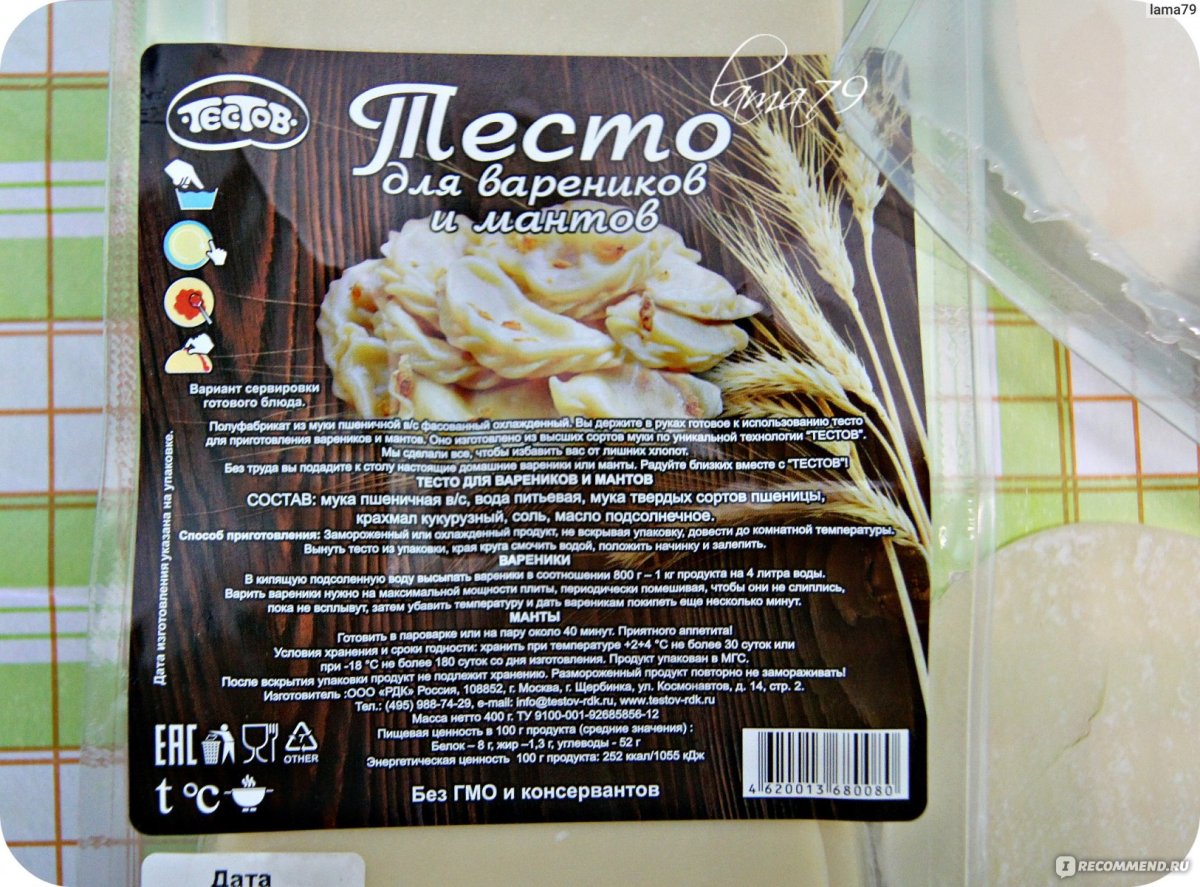 lama79
lama79
ТЕСТОВ
Тесто
для вареников
и мантов
Вариант сервировки
готового блюда.
Полуфабрикат из муки пшеничной в/с фасованный охлажденный. Вы держите в руках готовое к использованию тесто
для приготовления вареников и мантов. Оно изготовлено из высших сортов муки по уникальной технологии "ТЕСТОВ".
Мы сделали все, чтобы избавить вас от лишних хлопот.
Без труда вы подадите к столу настоящие домашние вареники или манты. Радуйте близких вместе с "ТЕСТОВ"!
ТЕСТО ДЛЯ ВАРЕНИКОВ И МАНТОВ
СОСТАВ: мука пшеничная в/с, вода питьевая, мука твердых сортов пшеницы,
крахмал кукурузный, соль, масло подсолнечное.
Способ приготовления: Замороженный или охлажденный продукт, не вскрывая упаковку, довести до комнатной температуры.
Вынуть тесто из упаковки, края круга смочить водой, положить начинку и залепить.
ВАРЕНИКИ
В кипящую подсоленную воду высыпать вареники в соотношении 800 г – 1 кг продукта на 4 литра воды.
Варить вареники нужно на максимальной мощности плиты, периодически помешивая, чтобы они не слиплись,
пока не всплывут, затем убавить температуру и дать вареникам покипеть еще несколько минут.
МАНТЫ
Готовить в пароварке или на пару около 40 минут. Приятного аппетита!
Условия хранения и сроки годности: хранить при температуре +2+4 °С не более 30 суток или
при -18 °С не более 180 суток со дня изготовления. Продукт упакован в МГС.
После вскрытия упаковки продукт не подлежит хранению. Размороженный продукт повторно не замораживать!
Изготовитель :ООО «РДК» Россия, 108852, г. Москва, г. Щербинка, ул. Космонавтов, д. 14, стр. 2.
Тел.: (495) 988-74-29, e-mail: info@testov-rdk.ru, www.testov-rdk.ru
Масса нетто 400 г. ТУ 9100-001-92685856-12
Пищевая ценность в 100 г продукта (средние значения) :
Белок – 8 г, жир –1,3 г, углеводы - 52 г
Энергетическая ценность 100 г продукта: 252 ккал/1055 кДж
Без ГМО и консервантов
Дата изготовления указана на упаковке.
EAC
OTHER
t °c
4620013680080
Дата
IRECOMMEND.RU